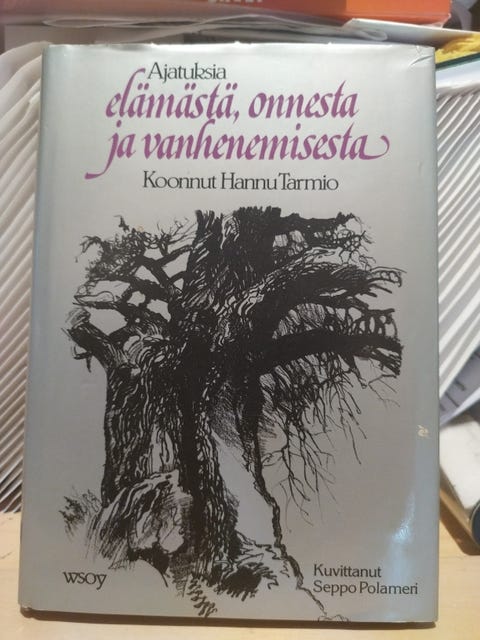 Ajatuksia
elämästä, onnesta
ja vanhenemisesta
Koonnut Hannu Tarmio
wsoy
Kuvittanut
Seppo Polameri